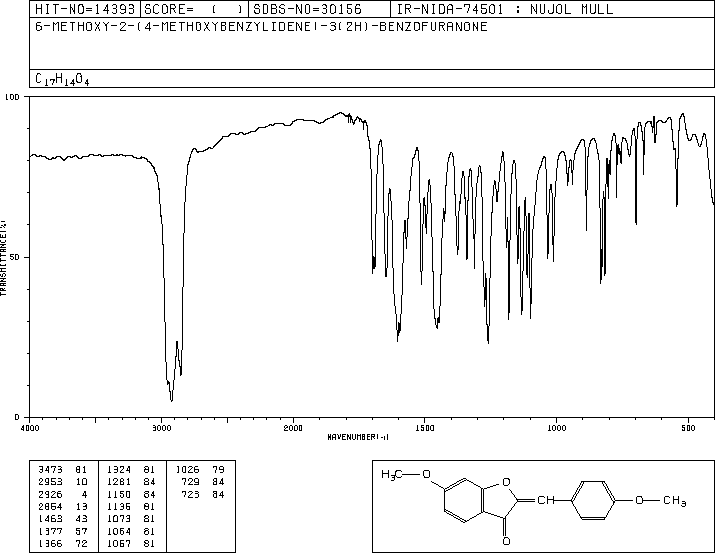 HIT-NO=14393 SCORE= ( ) SDBS-NO=30156 IR-NIDA-74501 : NUJOL MULL
6-METHOXY-2-(4-METHOXYBENZYLIDENE)-3(2H)-BENZOFURANONE
C17H14O4
100
50
0
TRANSMITTANCE(%)
4000 3000 2000 1500 1000 500
WAVENUMBER(-1)
3473 81 1324 81 1026 79
2953 10 1281 84 729 84
2926 4 1150 84 723 84
2854 13 1136 81
1463 43 1073 81
1377 57 1064 81
1366 72 1057 81
H3C O O CH O CH3
O